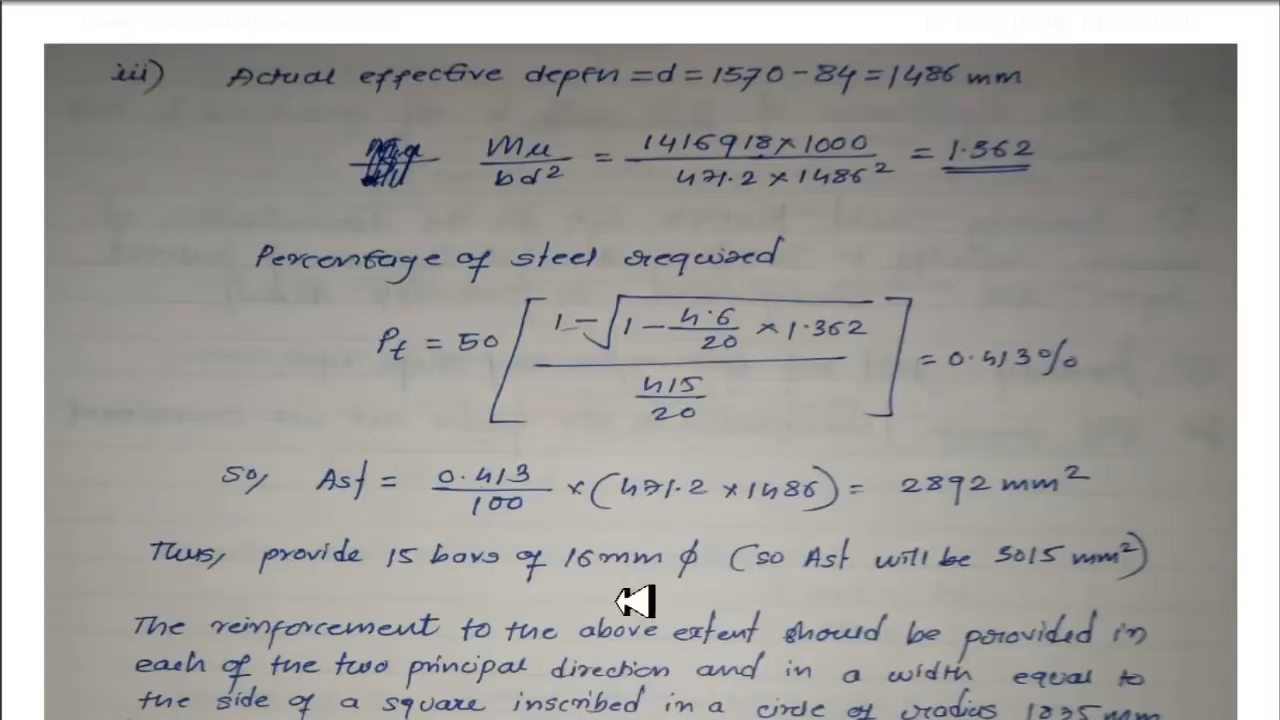 iii) Actual effective depth = d = 1570 - 84 = 1486 mm
Mu / bd² = 1416918 × 1000 / 471.2 × 1486² = 1.362
Percentage of steel required
Pt = 50 [ 1 - √(1 - 4.6/20 × 1.362) / 415/20 ] = 0.413%
So, Ast = 0.413/100 × (471.2 × 1486) = 2892 mm²
Thus, provide 15 bars of 16mm ϕ (so Ast will be 3015 mm²)
The reinforcement to the above extent should be provided in
each of the two principal direction and in a width equal to
the side of a square inscribed in a circle of radius 1035 mm